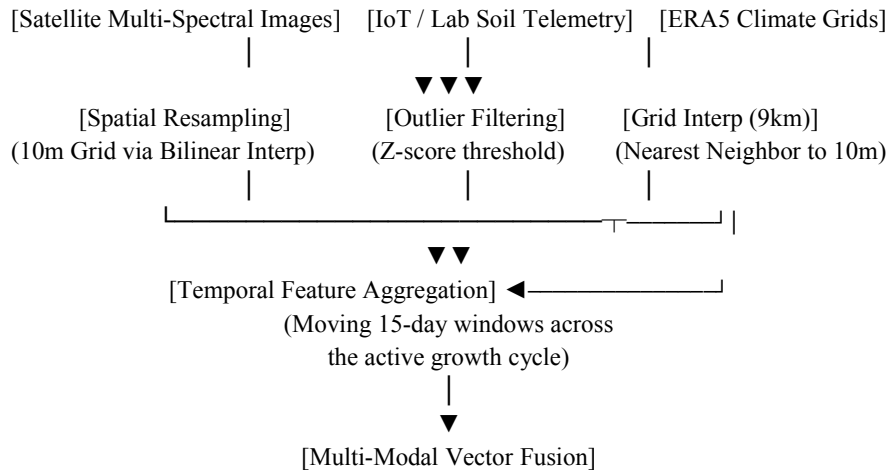 [Satellite Multi-Spectral Images] [IoT / Lab Soil Telemetry] [ERA5 Climate Grids]
[Spatial Resampling] [Outlier Filtering] [Grid Interp (9km)]
(10m Grid via Bilinear Interp) (Z-score threshold) (Nearest Neighbor to 10m)
[Temporal Feature Aggregation]
(Moving 15-day windows across
the active growth cycle)
[Multi-Modal Vector Fusion]